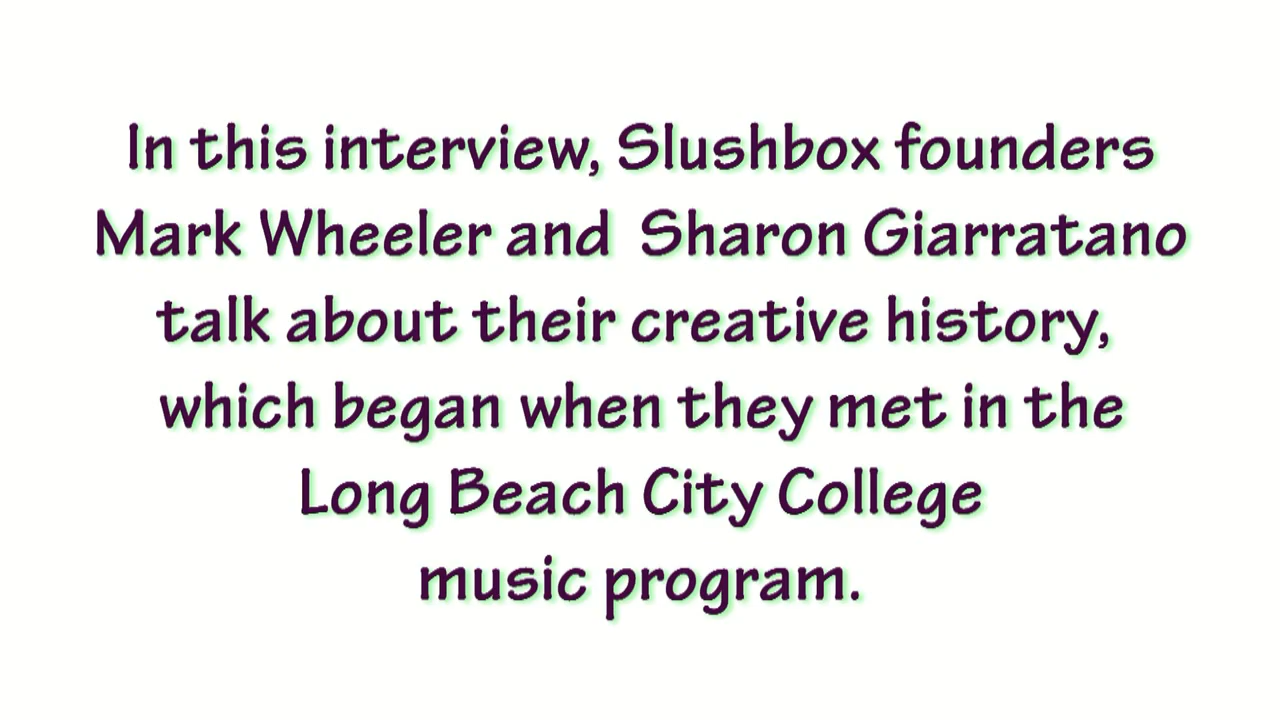 In this interview, Slushbox founders
Mark Wheeler and  Sharon Giarratano
talk about their creative history,
which began when they met in the
Long Beach City College
music program.